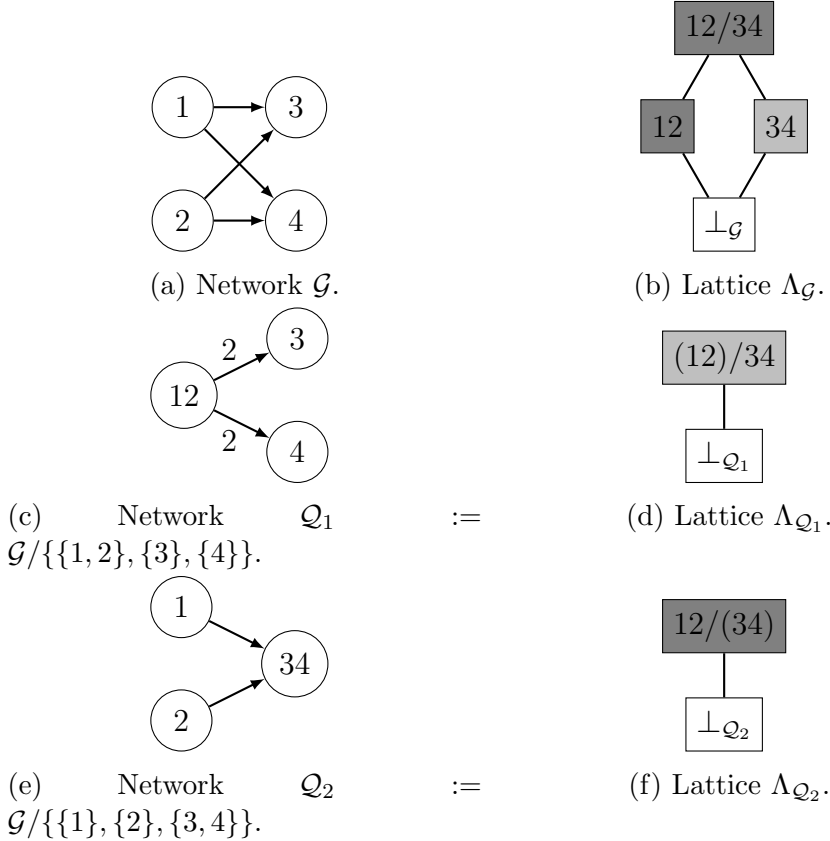 12/34
1 3
12 34
2 4
⊥𝒢
(a) Network 𝒢.
(b) Lattice Λ𝒢.
3
2
(12)/34
12
2
4
⊥𝒬₁
(c) Network 𝒬₁ :=
𝒢/{{1, 2}, {3}, {4}}.
(d) Lattice Λ𝒬₁.
1
12/(34)
34
2
⊥𝒬₂
(e) Network 𝒬₂ :=
𝒢/{{1}, {2}, {3, 4}}.
(f) Lattice Λ𝒬₂.